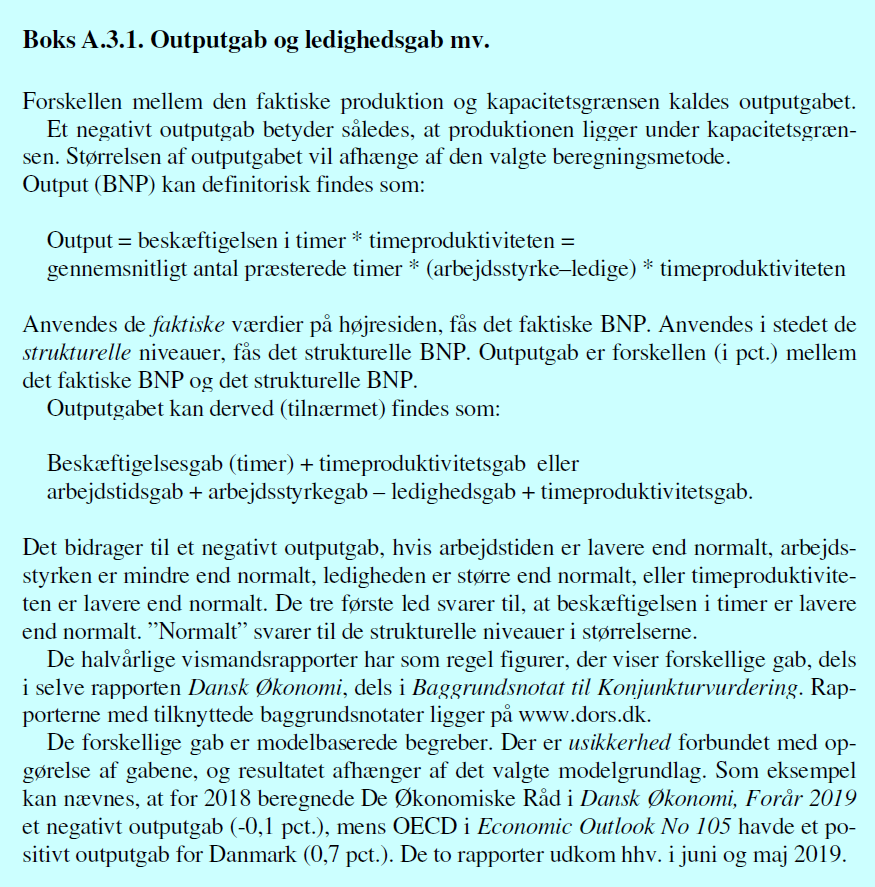 Boks A.3.1. Outputgab og ledighedsgab mv.
Forskellen mellem den faktiske produktion og kapacitetsgrænsen kaldes outputgabet.
Et negativt outputgab betyder således, at produktionen ligger under kapacitetsgræn-
sen. Størrelsen af outputgabet vil afhænge af den valgte beregningsmetode.
Output (BNP) kan definitorisk findes som:
Output = beskæftigelsen i timer * timeproduktiviteten =
gennemsnitligt antal præsterede timer * (arbejdsstyrke–ledige) * timeproduktiviteten
Anvendes de faktiske værdier på højresiden, fås det faktiske BNP. Anvendes i stedet de
strukturelle niveauer, fås det strukturelle BNP. Outputgab er forskellen (i pct.) mellem
det faktiske BNP og det strukturelle BNP.
Outputgabet kan derved (tilnærmet) findes som:
Beskæftigelsesgab (timer) + timeproduktivitetsgab eller
arbejdstidsgab + arbejdsstyrkegab – ledighedsgab + timeproduktivitetsgab.
Det bidrager til et negativt outputgab, hvis arbejdstiden er lavere end normalt, arbejds-
styrken er mindre end normalt, ledigheden er større end normalt, eller timeproduktivite-
ten er lavere end normalt. De tre første led svarer til, at beskæftigelsen i timer er lavere
end normalt. ”Normalt” svarer til de strukturelle niveauer i størrelserne.
De halvårlige vismandsrapporter har som regel figurer, der viser forskellige gab, dels
i selve rapporten Dansk Økonomi, dels i Baggrundsnotat til Konjunkturvurdering. Rap-
porterne med tilknyttede baggrundsnotater ligger på www.dors.dk.
De forskellige gab er modelbaserede begreber. Der er usikkerhed forbundet med op-
gørelse af gabene, og resultatet afhænger af det valgte modelgrundlag. Som eksempel
kan nævnes, at for 2018 beregnede De Økonomiske Råd i Dansk Økonomi, Forår 2019
et negativt outputgab (-0,1 pct.), mens OECD i Economic Outlook No 105 havde et po-
sitivt outputgab for Danmark (0,7 pct.). De to rapporter udkom hhv. i juni og maj 2019.